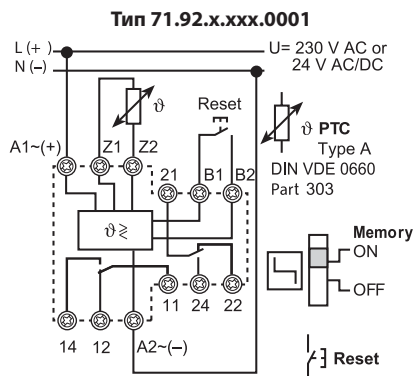 Тип 71.92.x.xxx.0001
L (+)
U= 230 V AC or
24 V AC/DC
N (–)
ϑ
Reset
A1~(+) Z1 Z2
21 B1 B2
ϑ PTC
Type A
DIN VDE 0660
Part 303
ϑ ≷
Memory
ON
OFF
11 24 22
14 12 A2~(–)
Reset